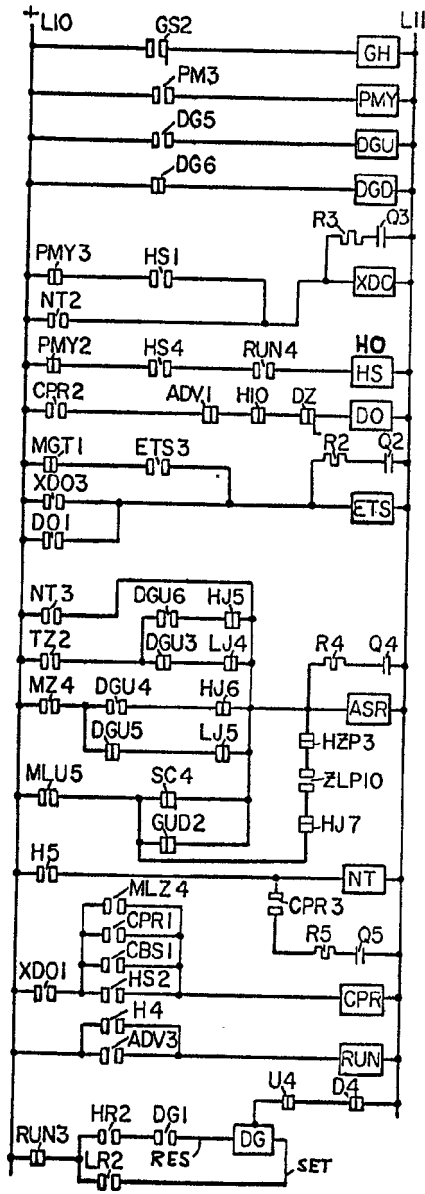 + L10 L11
GS2 GH
PM3 PMY
DG5 DGU
DG6 DGD
R3 Q3
PMY3 HS1 XDO
NT2
PMY2 HS4 RUN4 HO HS
CPR2 ADV1 H10 DZ DO
MGT1 ETS3 R2 Q2
XDO3 ETS
DO1
NT3 DGU6 HJ5
TZ2 DGU3 LJ4 R4 Q4
MZ4 DGU4 HJ6 ASR
DGU5 LJ5 HZP3
MLU5 SC4 ZLP10
GUD2 HJ7
H5 NT
MLZ4 CPR3
CPR1 R5 Q5
CBS1
XDO1 HS2 CPR
H4
ADV3 RUN
U4 D4
RUN3 HR2 DG1 DG
RES
LR2 SET